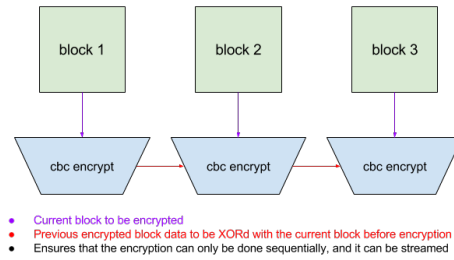 block 1 block 2 block 3
cbc encrypt cbc encrypt cbc encrypt
● Current block to be encrypted
● Previous encrypted block data to be XORd with the current block before encryption
● Ensures that the encryption can only be done sequentially, and it can be streamed